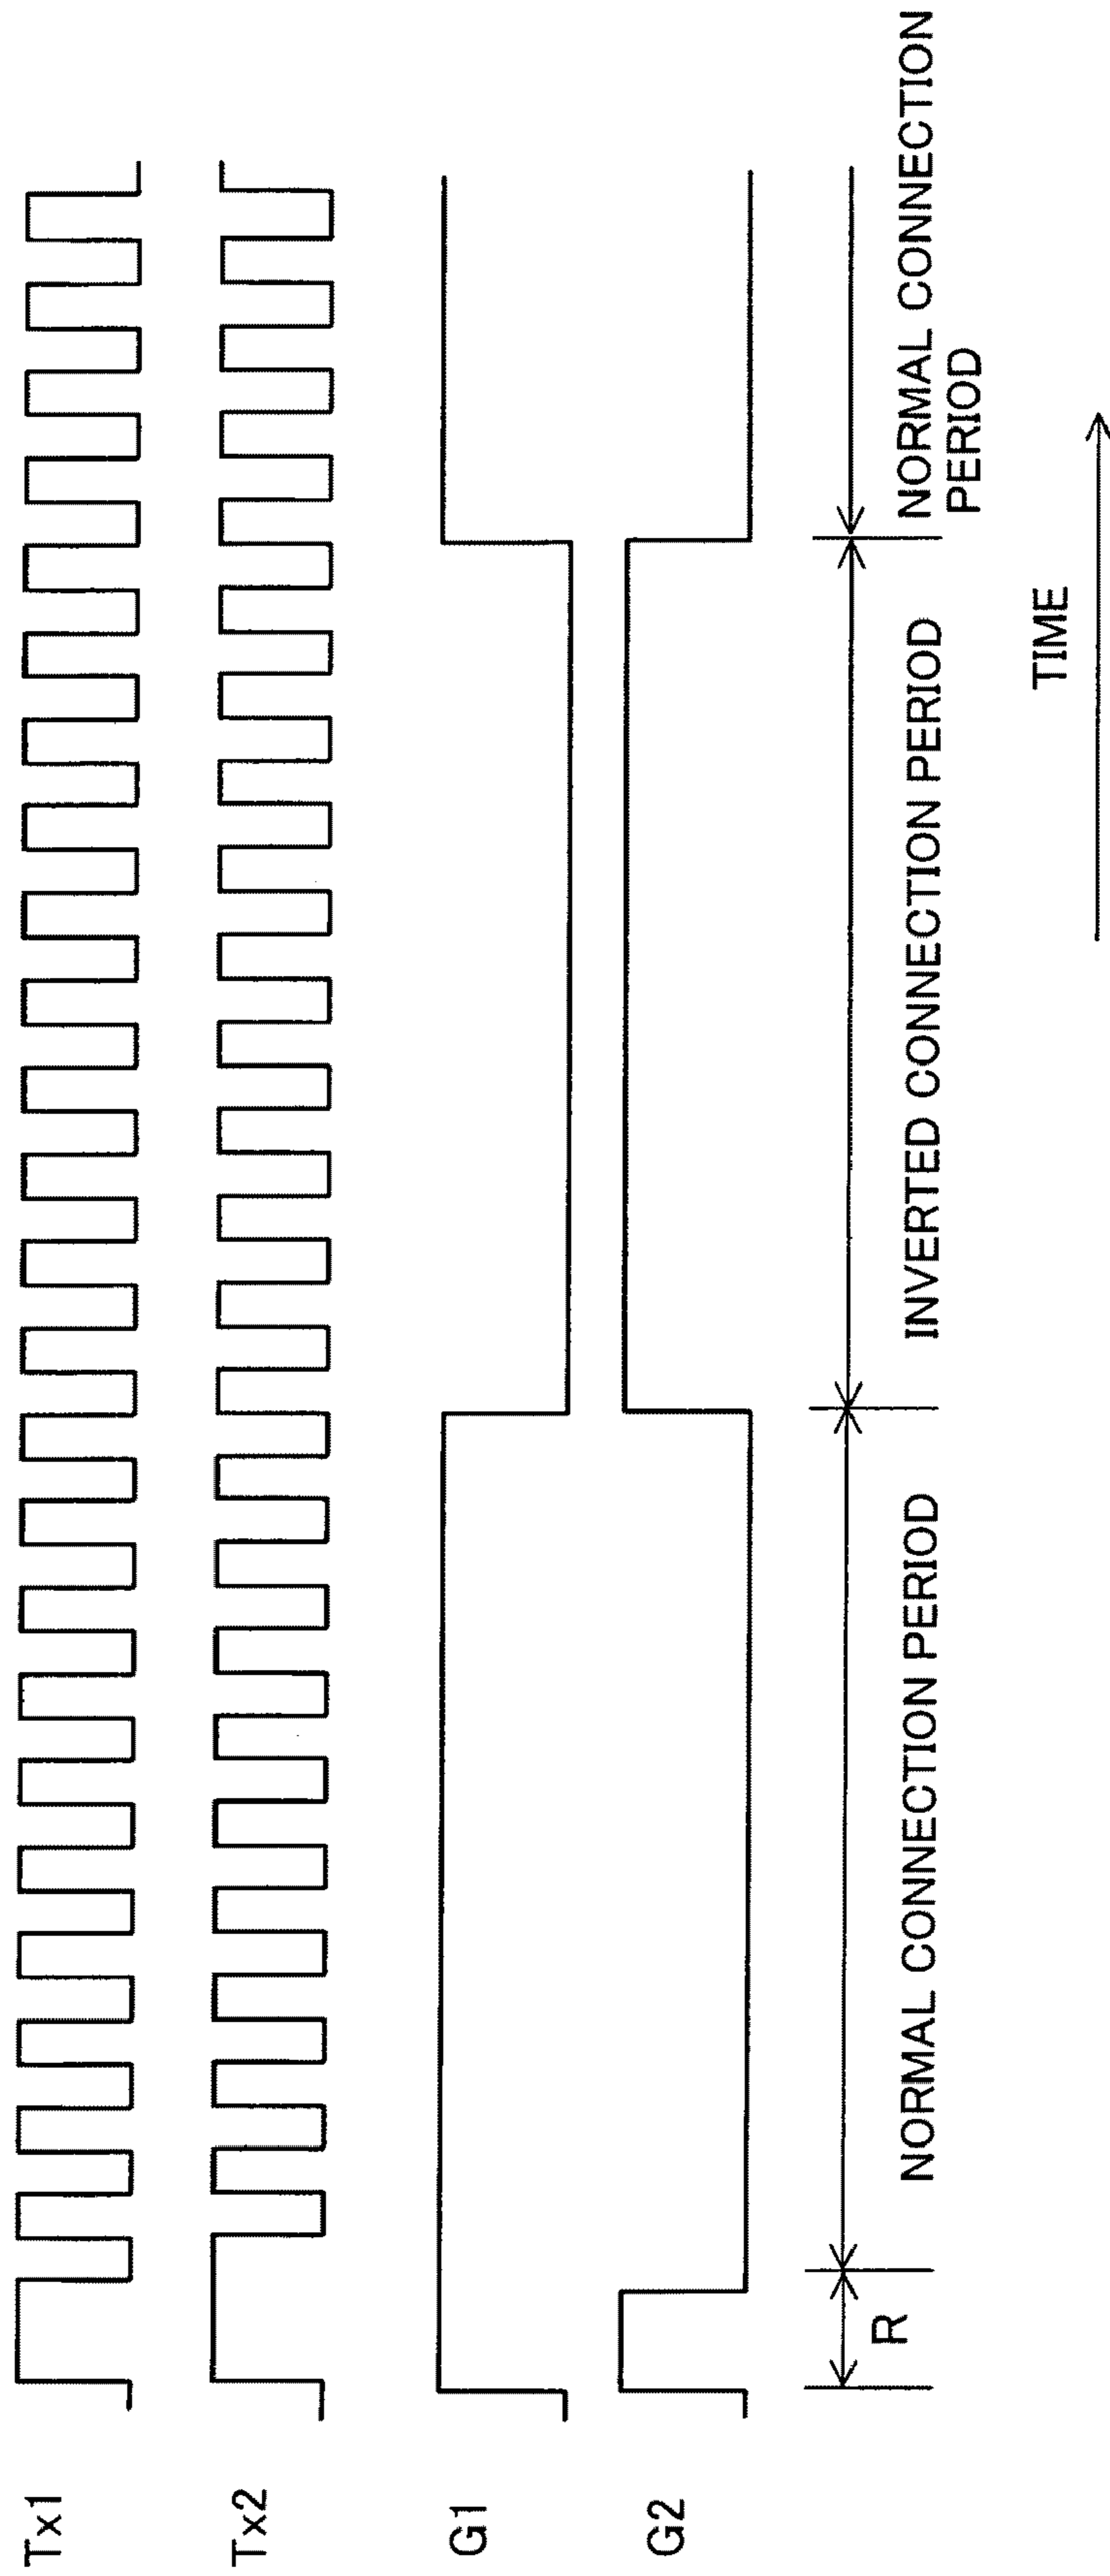 Tx1
Tx2
G1
G2
R
NORMAL CONNECTION PERIOD
INVERTED CONNECTION PERIOD
NORMAL CONNECTION
PERIOD
TIME